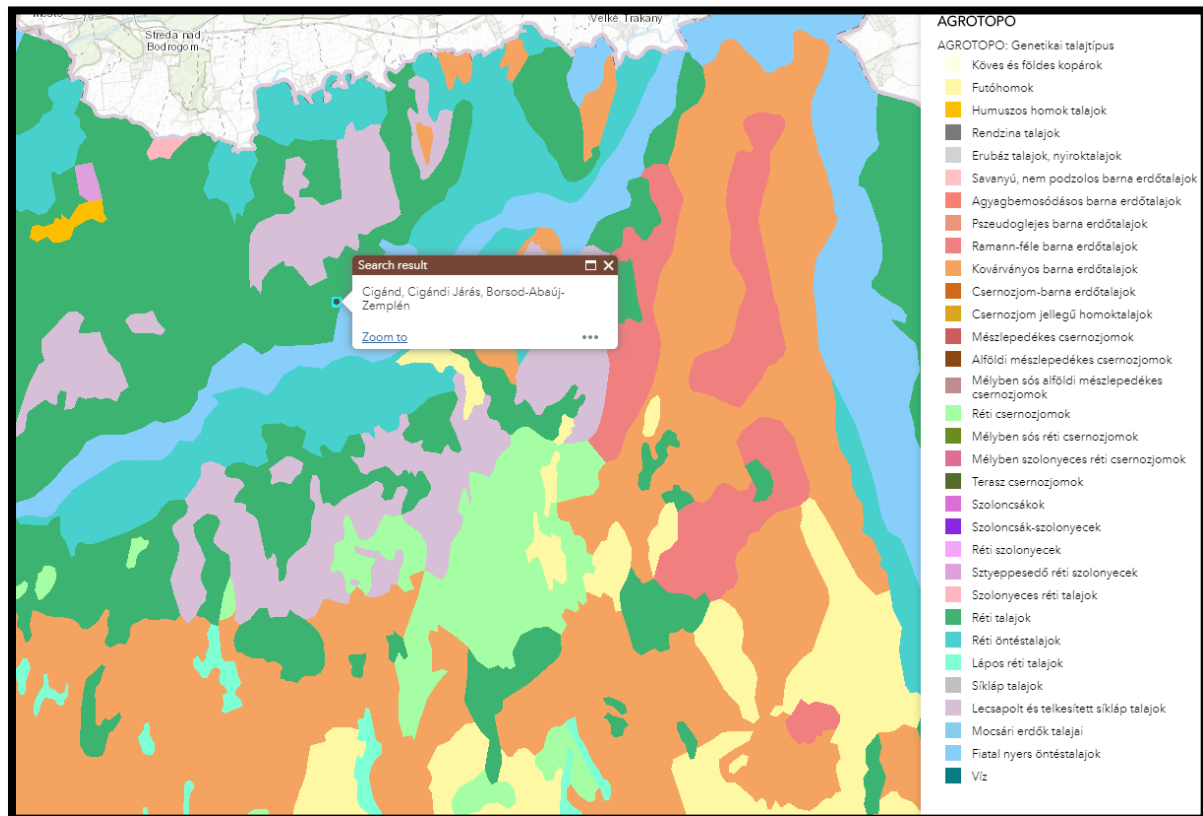 Mesto
79
Streda nad
Bodrogom
Veľké Trakany
Search result
Cigánd, Cigándi Járás, Borsod-Abaúj-
Zemplén
Zoom to
AGROTOPO
AGROTOPO: Genetikai talajtípus
Köves és földes kopárok
Futóhomok
Humuszos homok talajok
Rendzina talajok
Erubáz talajok, nyiroktalajok
Savanyú, nem podzolos barna erdőtalajok
Agyagbemosódásos barna erdőtalajok
Pszeudoglejes barna erdőtalajok
Ramann-féle barna erdőtalajok
Kovárványos barna erdőtalajok
Csernozjom-barna erdőtalajok
Csernozjom jellegű homoktalajok
Mészlepedékes csernozjomok
Alföldi mészlepedékes csernozjomok
Mélyben sós alföldi mészlepedékes
csernozjomok
Réti csernozjomok
Mélyben sós réti csernozjomok
Mélyben szolonyeces réti csernozjomok
Terasz csernozjomok
Szoloncsákok
Szoloncsák-szolonyecek
Réti szolonyecek
Sztyeppesedő réti szolonyecek
Szolonyeces réti talajok
Réti talajok
Réti öntéstalajok
Lápos réti talajok
Síkláp talajok
Lecsapolt és telkesített síkláp talajok
Mocsári erdők talajai
Fiatal nyers öntéstalajok
Víz